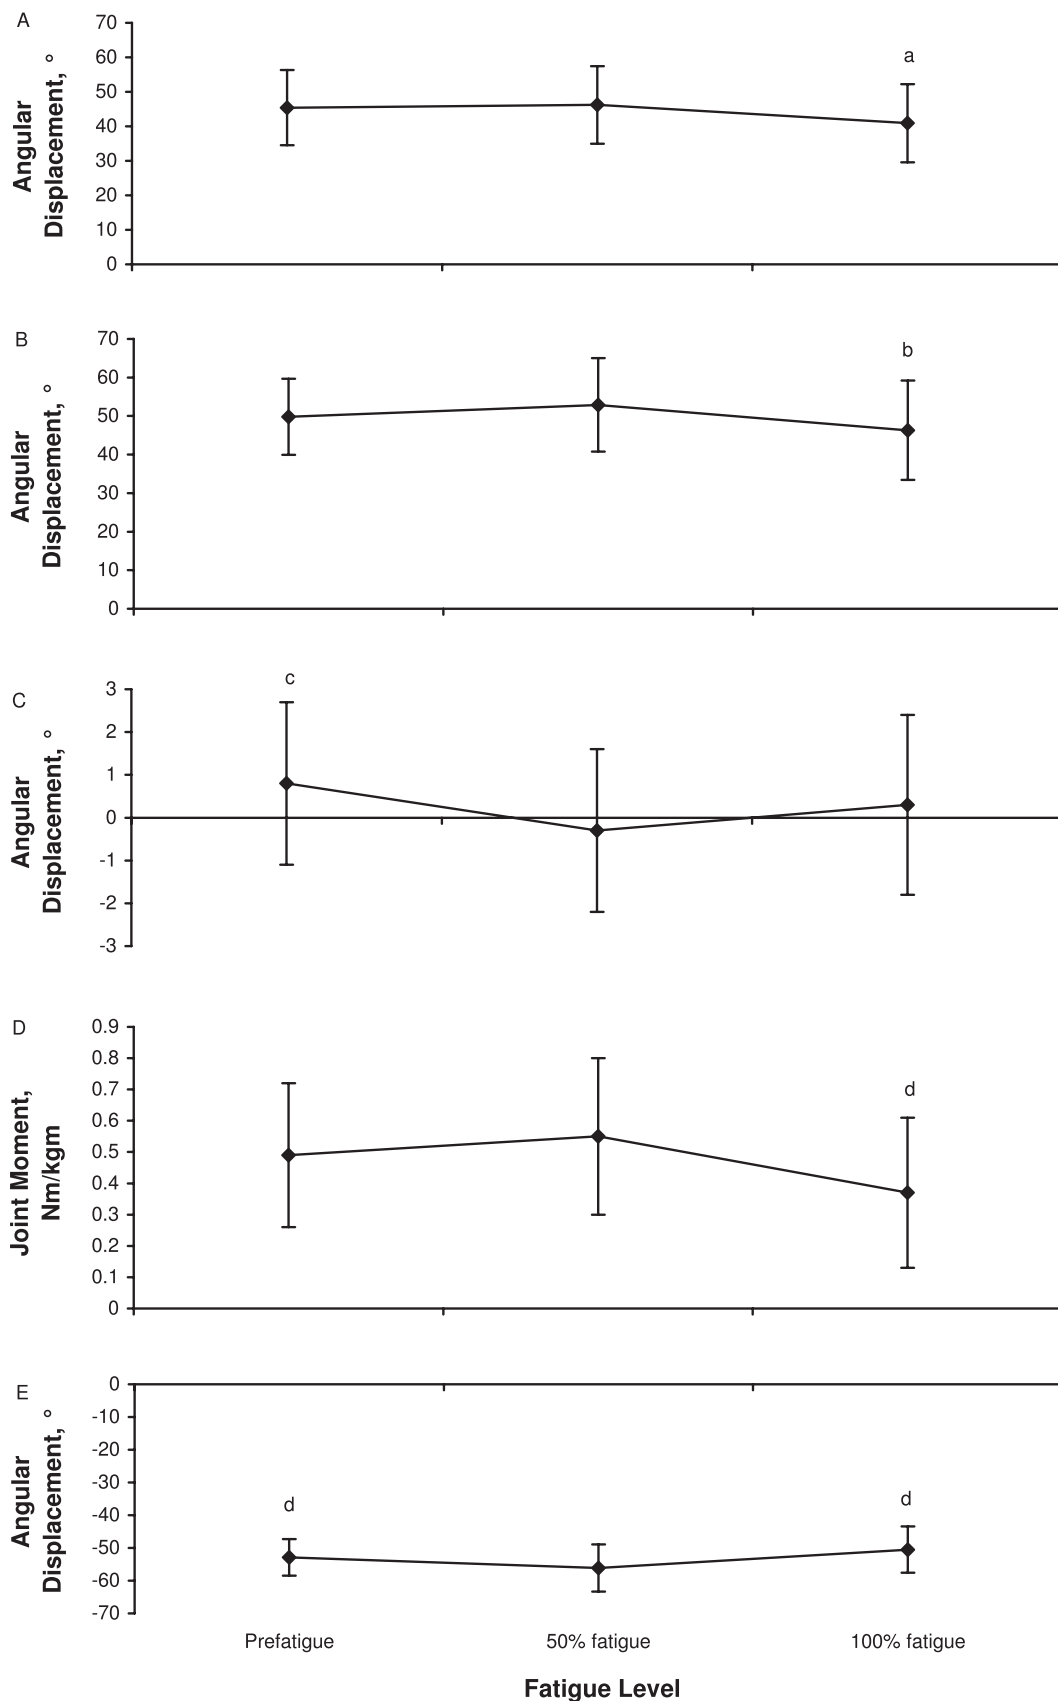 A
Angular
Displacement, °
70
60
50
40
30
20
10
0
a
B
Angular
Displacement, °
70
60
50
40
30
20
10
0
b
C
Angular
Displacement, °
3
2
1
0
-1
-2
-3
c
D
Joint Moment,
Nm/kgm
0.9
0.8
0.7
0.6
0.5
0.4
0.3
0.2
0.1
0
d
E
Angular
Displacement, °
0
-10
-20
-30
-40
-50
-60
-70
d
d
Prefatigue 50% fatigue 100% fatigue
Fatigue Level